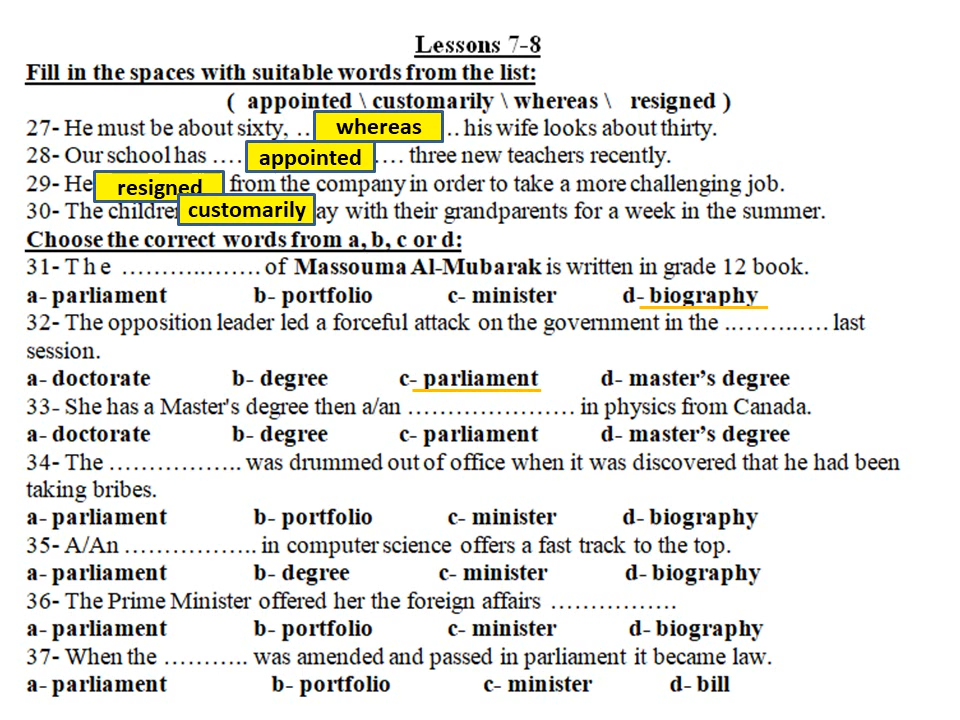 Lessons 7-8
Fill in the spaces with suitable words from the list:
( appointed \ customarily \ whereas \ resigned )
27- He must be about sixty, .. whereas .. his wife looks about thirty.
28- Our school has .... appointed .... three new teachers recently.
29- He resigned from the company in order to take a more challenging job.
30- The children customarily ay with their grandparents for a week in the summer.
Choose the correct words from a, b, c or d:
31- The ………..……. of Massouma Al-Mubarak is written in grade 12 book.
a- parliament b- portfolio c- minister d- biography
32- The opposition leader led a forceful attack on the government in the ..…….….. last
session.
a- doctorate b- degree c- parliament d- master’s degree
33- She has a Master's degree then a/an ………………… in physics from Canada.
a- doctorate b- degree c- parliament d- master’s degree
34- The …………….. was drummed out of office when it was discovered that he had been
taking bribes.
a- parliament b- portfolio c- minister d- biography
35- A/An …………….. in computer science offers a fast track to the top.
a- parliament b- degree c- minister d- biography
36- The Prime Minister offered her the foreign affairs …………….
a- parliament b- portfolio c- minister d- biography
37- When the ……….. was amended and passed in parliament it became law.
a- parliament b- portfolio c- minister d- bill